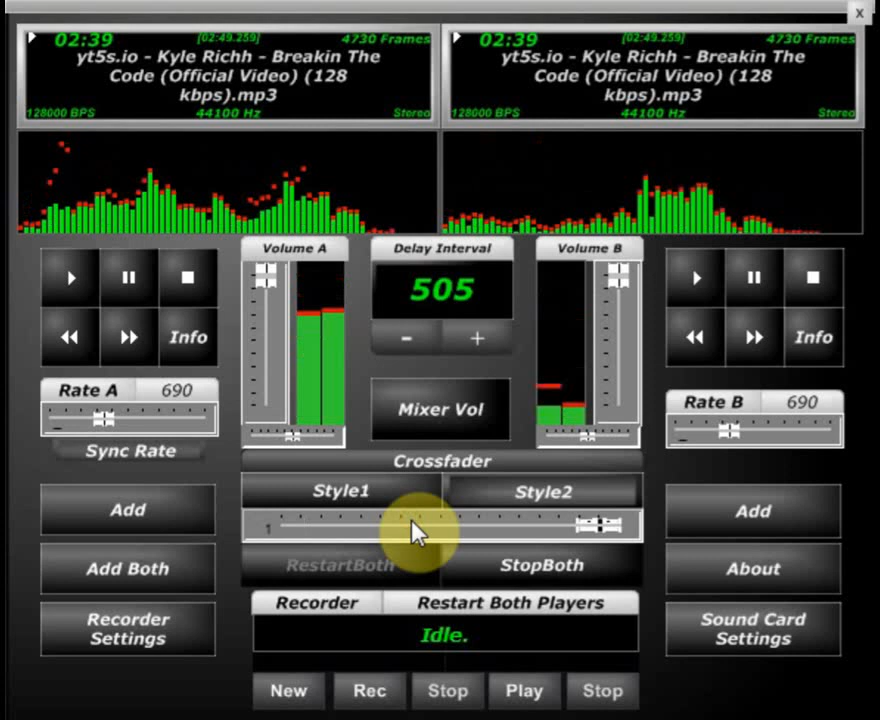 x
02:39 [02:49.259] 4730 Frames
yt5s.io - Kyle Richh - Breakin The
Code (Official Video) (128
kbps).mp3
128000 BPS 44100 Hz Stereo
02:39 [02:49.259] 4730 Frames
yt5s.io - Kyle Richh - Breakin The
Code (Official Video) (128
kbps).mp3
128000 BPS 44100 Hz Stereo
Volume A
Delay Interval
Volume B
505
- +
Info
Info
Rate A 690
Mixer Vol
Rate B 690
Sync Rate
Crossfader
Style1 Style2
1
RestartBoth StopBoth
Add
Add
Add Both
About
Recorder
Settings
Recorder Restart Both Players
Idle.
Sound Card
Settings
New Rec Stop Play Stop